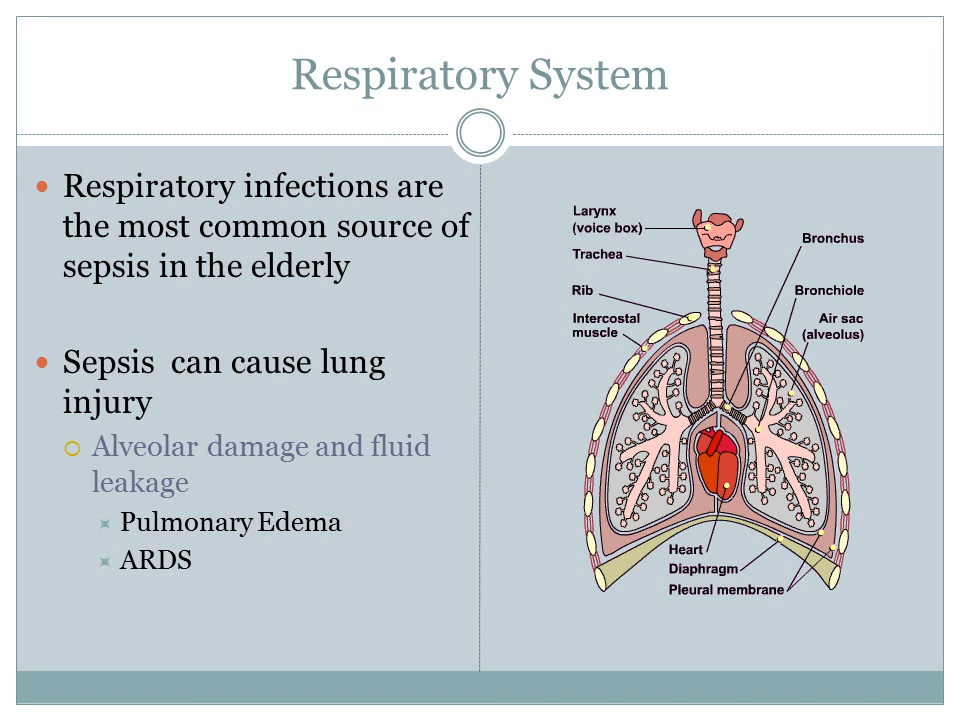 Respiratory System
Respiratory infections are
the most common source of
sepsis in the elderly
Sepsis  can cause lung
injury
Alveolar damage and fluid
leakage
Pulmonary Edema
ARDS
Larynx
(voice box)
Trachea
Rib
Intercostal
muscle
Bronchus
Bronchiole
Air sac
(alveolus)
Heart
Diaphragm
Pleural membrane